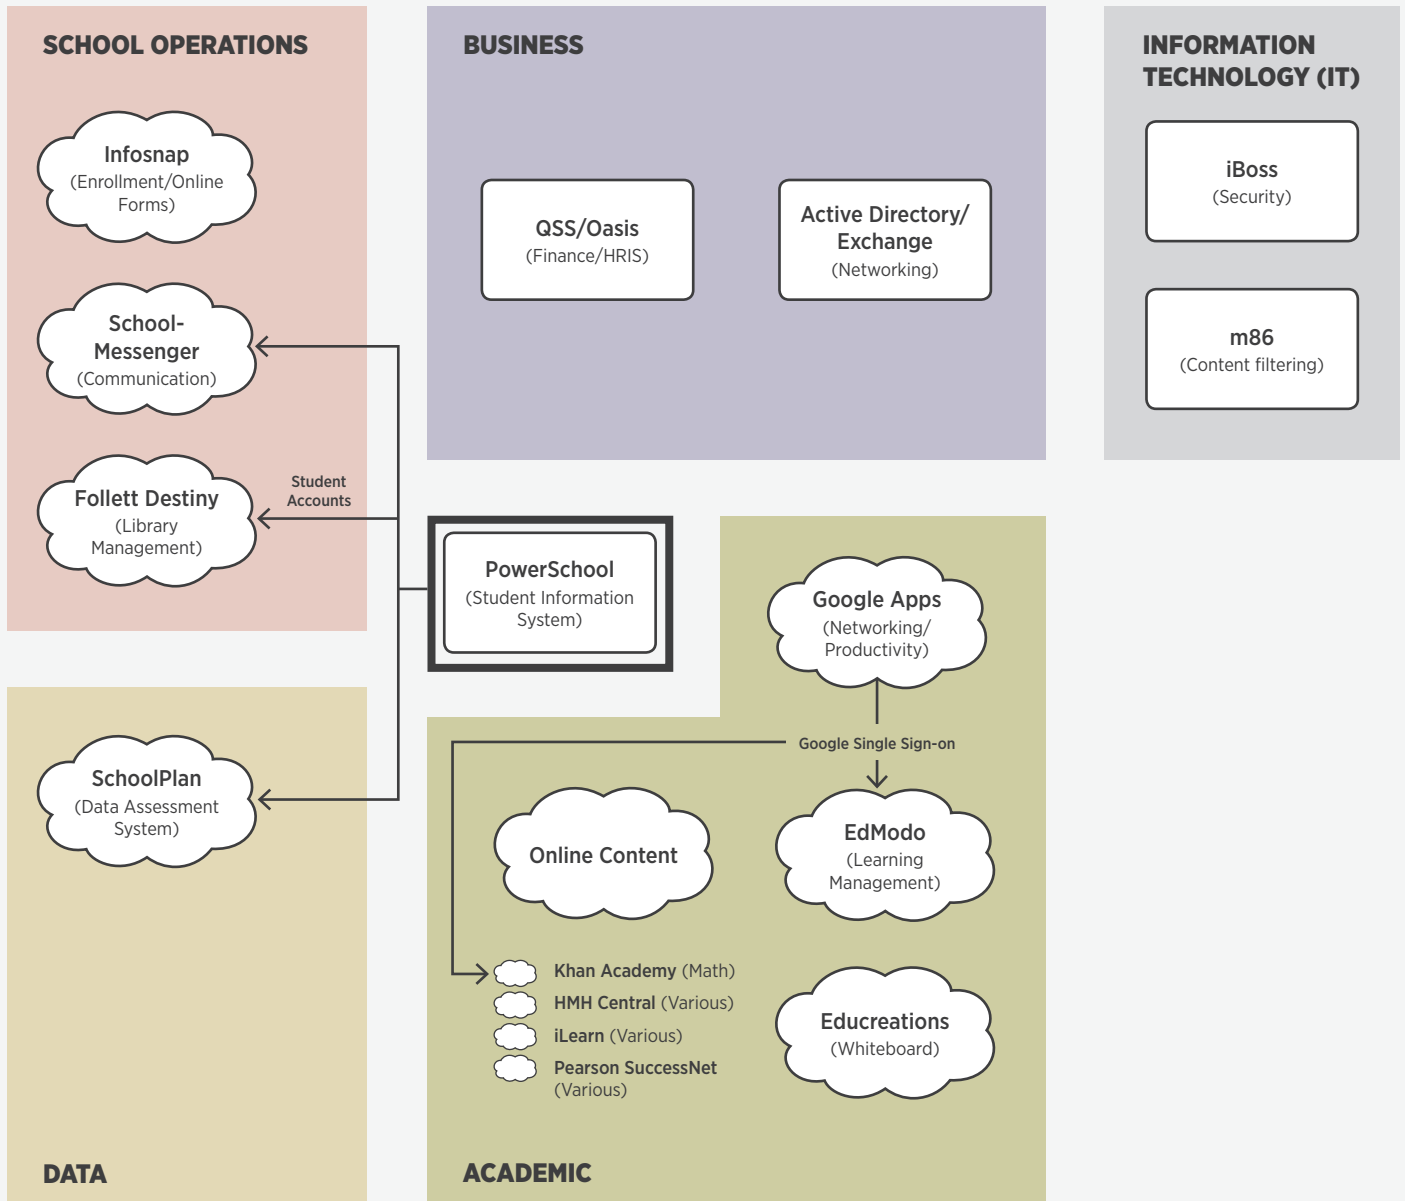 SCHOOL OPERATIONS
Infosnap
(Enrollment/Online
Forms)
School-
Messenger
(Communication)
Follett Destiny
(Library
Management)
Student
Accounts
BUSINESS
QSS/Oasis
(Finance/HRIS)
Active Directory/
Exchange
(Networking)
INFORMATION
TECHNOLOGY (IT)
iBoss
(Security)
m86
(Content filtering)
PowerSchool
(Student Information
System)
SchoolPlan
(Data Assessment
System)
DATA
Google Apps
(Networking/
Productivity)
Google Single Sign-on
Online Content
EdModo
(Learning
Management)
Khan Academy (Math)
HMH Central (Various)
iLearn (Various)
Pearson SuccessNet
(Various)
Educreations
(Whiteboard)
ACADEMIC